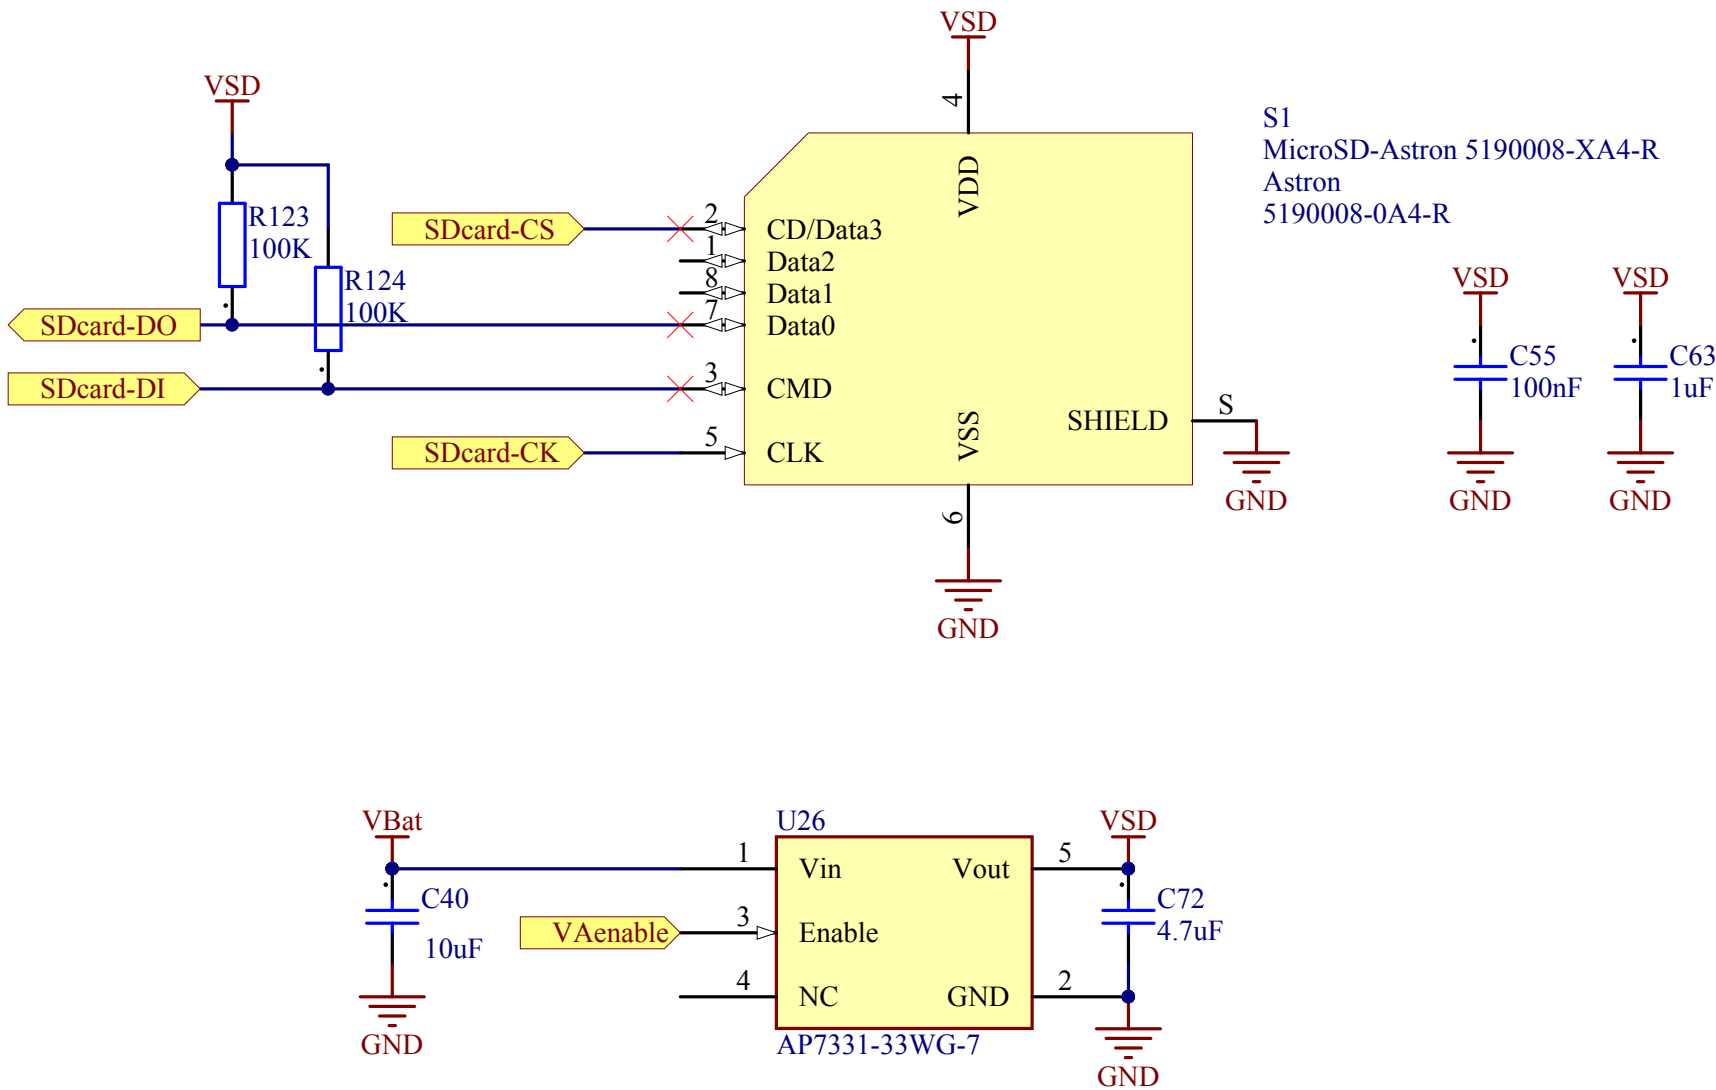 VSD
4
VDD
VSD
S1
MicroSD-Astron 5190008-XA4-R
Astron
5190008-0A4-R
R123
100K
R124
100K
SDcard-CS
2
CD/Data3
1
Data2
8
Data1
SDcard-DO
7
Data0
SDcard-DI
3
CMD
SDcard-CK
5
CLK
VSS
SHIELD
S
GND
6
GND
VSD
C55
100nF
GND
VSD
C63
1uF
GND
VBat
C40
10uF
GND
U26
1
Vin
Vout
5
VAenable
3
Enable
4
NC
GND
2
AP7331-33WG-7
VSD
C72
4.7uF
GND